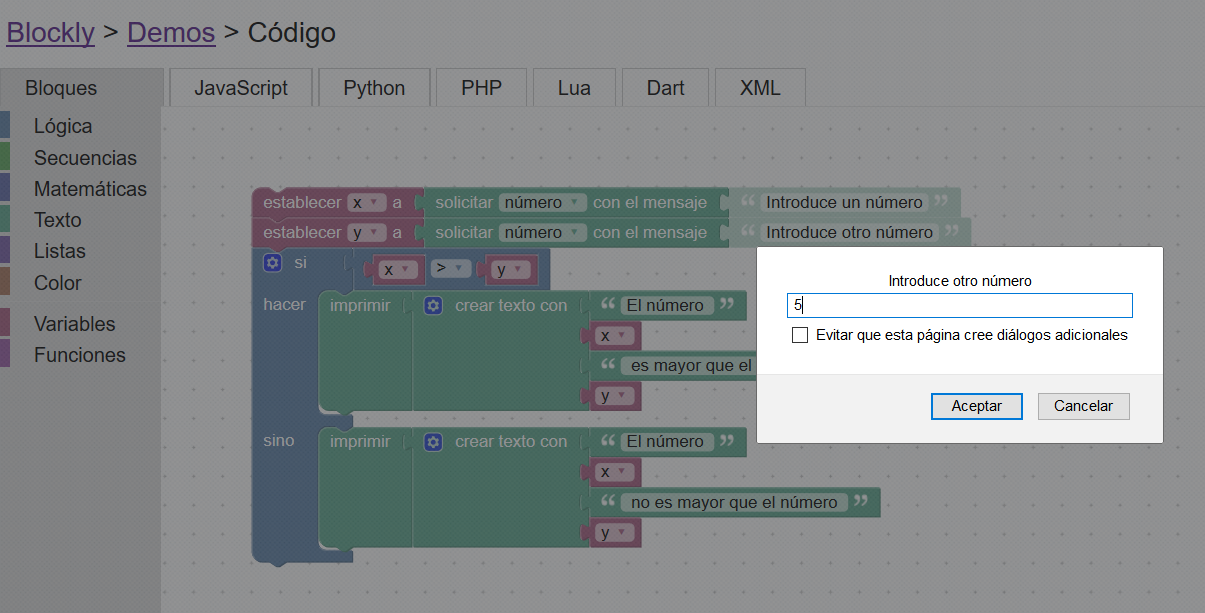 Blockly > Demos > Código
Bloques JavaScript Python PHP Lua Dart XML
Lógica
Secuencias
Matemáticas
Texto
Listas
Color
Variables
Funciones
establecer x a solicitar número con el mensaje “ Introduce un número ”
establecer y a solicitar número con el mensaje “ Introduce otro número ”
si x > y
hacer imprimir crear texto con “ El número ”
x
“ es mayor que el
y
sino imprimir crear texto con “ El número ”
x
“ no es mayor que el número ”
y
Introduce otro número
5
Evitar que esta página cree diálogos adicionales
Aceptar Cancelar